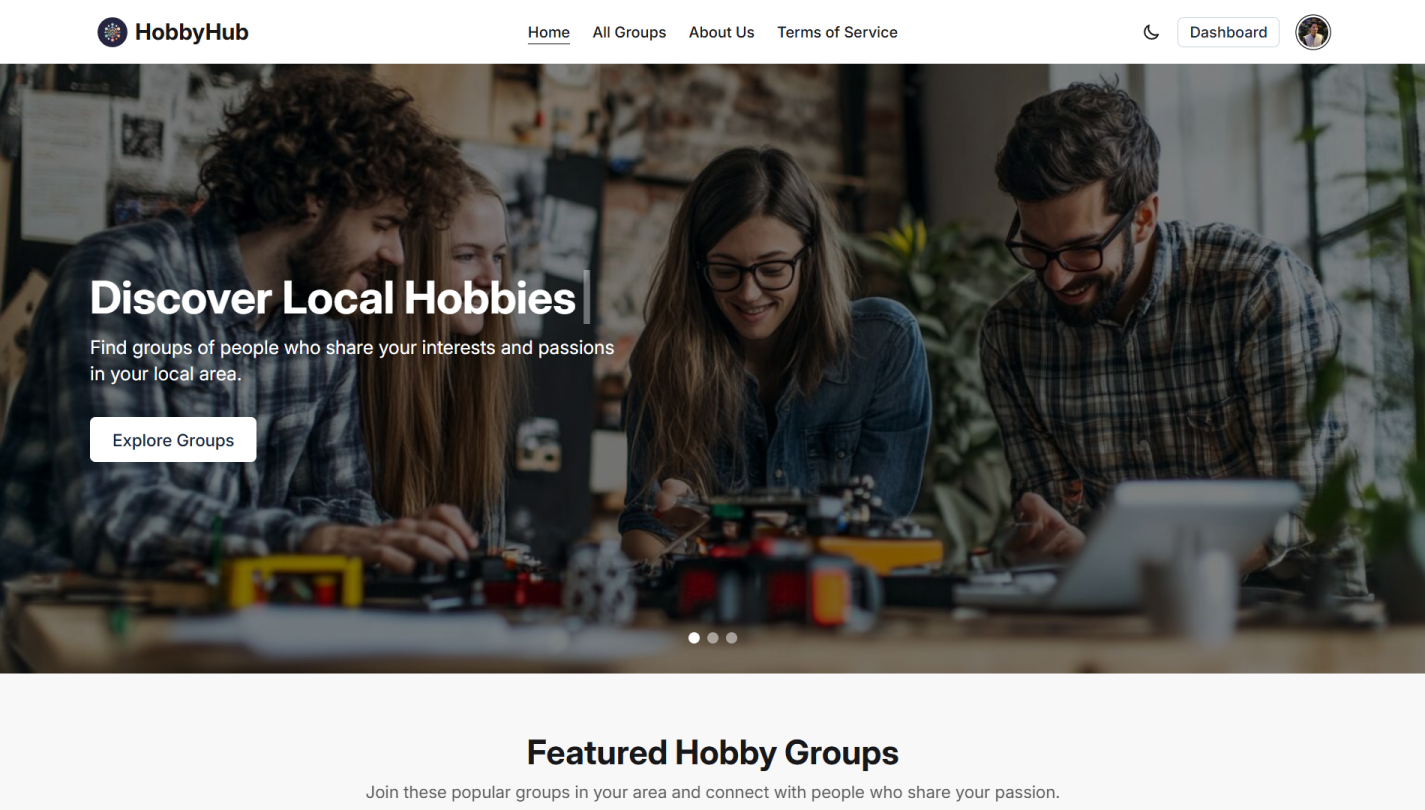 HobbyHub
Home
All Groups
About Us
Terms of Service
Dashboard
Discover Local Hobbies
Find groups of people who share your interests and passions
in your local area.
Explore Groups
Featured Hobby Groups
Join these popular groups in your area and connect with people who share your passion.